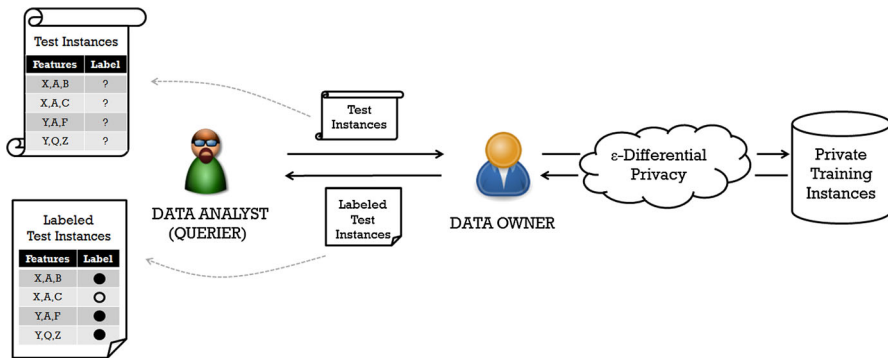 Test Instances
Features Label
X,A,B ?
X,A,C ?
Y,A,F ?
Y,Q,Z ?
Labeled
Test Instances
Features Label
X,A,B
X,A,C
Y,A,F
Y,Q,Z
DATA ANALYST
(QUERIER)
Test
Instances
Labeled
Test
Instances
DATA OWNER
ε-Differential
Privacy
Private
Training
Instances